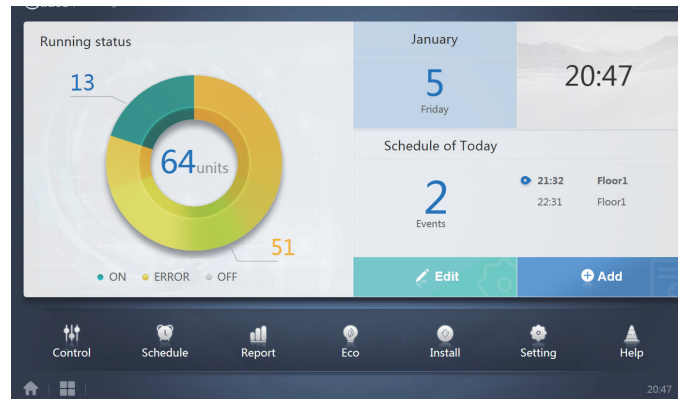 Running status
13
64units
51
ON ERROR OFF
January
5
Friday
20:47
Schedule of Today
2
Events
21:32 Floor1
22:31 Floor1
Edit
Add
Control
Schedule
Report
Eco
Install
Setting
Help
20:47